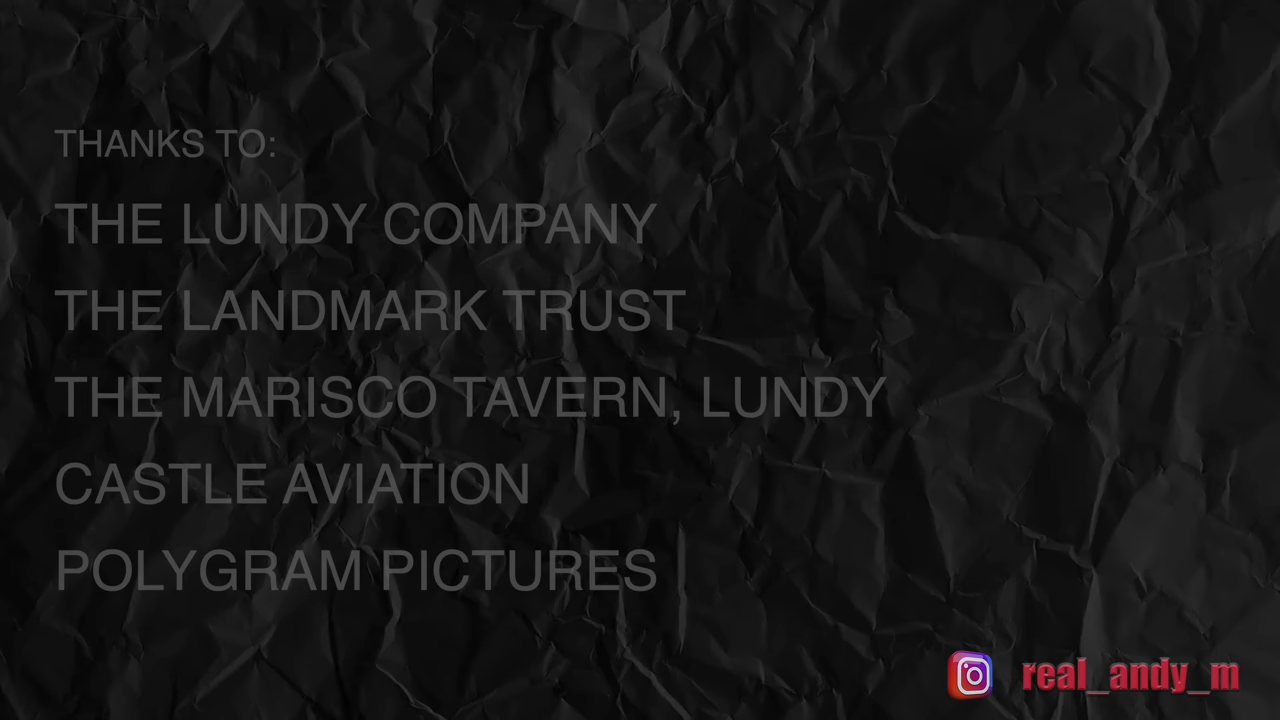 THANKS TO:
THE LUNDY COMPANY
THE LANDMARK TRUST
THE MARISCO TAVERN, LUNDY
CASTLE AVIATION
POLYGRAM PICTURES
real_andy_m